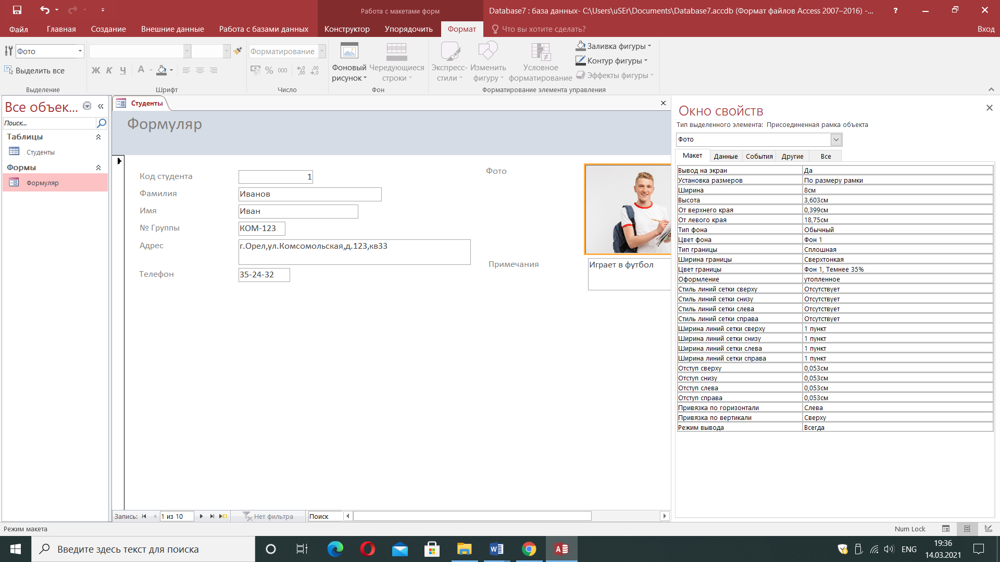 Работа с макетами форм
Database7 : база данных- C:\Users\uSEr\Documents\Database7.accdb (Формат файлов Access 2007–2016) -...
?
Файл
Главная
Создание
Внешние данные
Работа с базами данных
Конструктор
Упорядочить
Формат
Что вы хотите сделать?
Вход
Фото
Выделить все
Выделение
Ж К Ч А
Шрифт
Форматирование
% 000
Число
Фоновый рисунок
Чередующиеся строки
Фон
Экспресс-стили
Изменить фигуру
Условное форматирование
Заливка фигуры
Контур фигуры
Эффекты фигуры
Форматирование элемента управления
Все объек...
Поиск...
Таблицы
Студенты
Формы
Формуляр
Студенты
Формуляр
Код студента 1
Фамилия Иванов
Имя Иван
№ Группы КОМ-123
Адрес г.Орел,ул.Комсомольская,д.123,кв33
Телефон 35-24-32
Фото
Примечания Играет в футбол
Запись: 1 из 10 Нет фильтра Поиск
Окно свойств
Тип выделенного элемента: Присоединенная рамка объекта
Фото
Макет Данные События Другие Все
Вывод на экран Да
Установка размеров По размеру рамки
Ширина 8см
Высота 3,603см
От верхнего края 0,399см
От левого края 18,75см
Тип фона Обычный
Цвет фона Фон 1
Тип границы Сплошная
Ширина границы Сверхтонкая
Цвет границы Фон 1, Темнее 35%
Оформление утопленное
Стиль линий сетки сверху Отсутствует
Стиль линий сетки снизу Отсутствует
Стиль линий сетки слева Отсутствует
Стиль линий сетки справа Отсутствует
Ширина линий сетки сверху 1 пункт
Ширина линий сетки снизу 1 пункт
Ширина линий сетки слева 1 пункт
Ширина линий сетки справа 1 пункт
Отступ сверху 0,053см
Отступ снизу 0,053см
Отступ слева 0,053см
Отступ справа 0,053см
Привязка по горизонтали Слева
Привязка по вертикали Сверху
Режим вывода Всегда
Режим макета
Num Lock
Введите здесь текст для поиска
ENG
19:36
14.03.2021